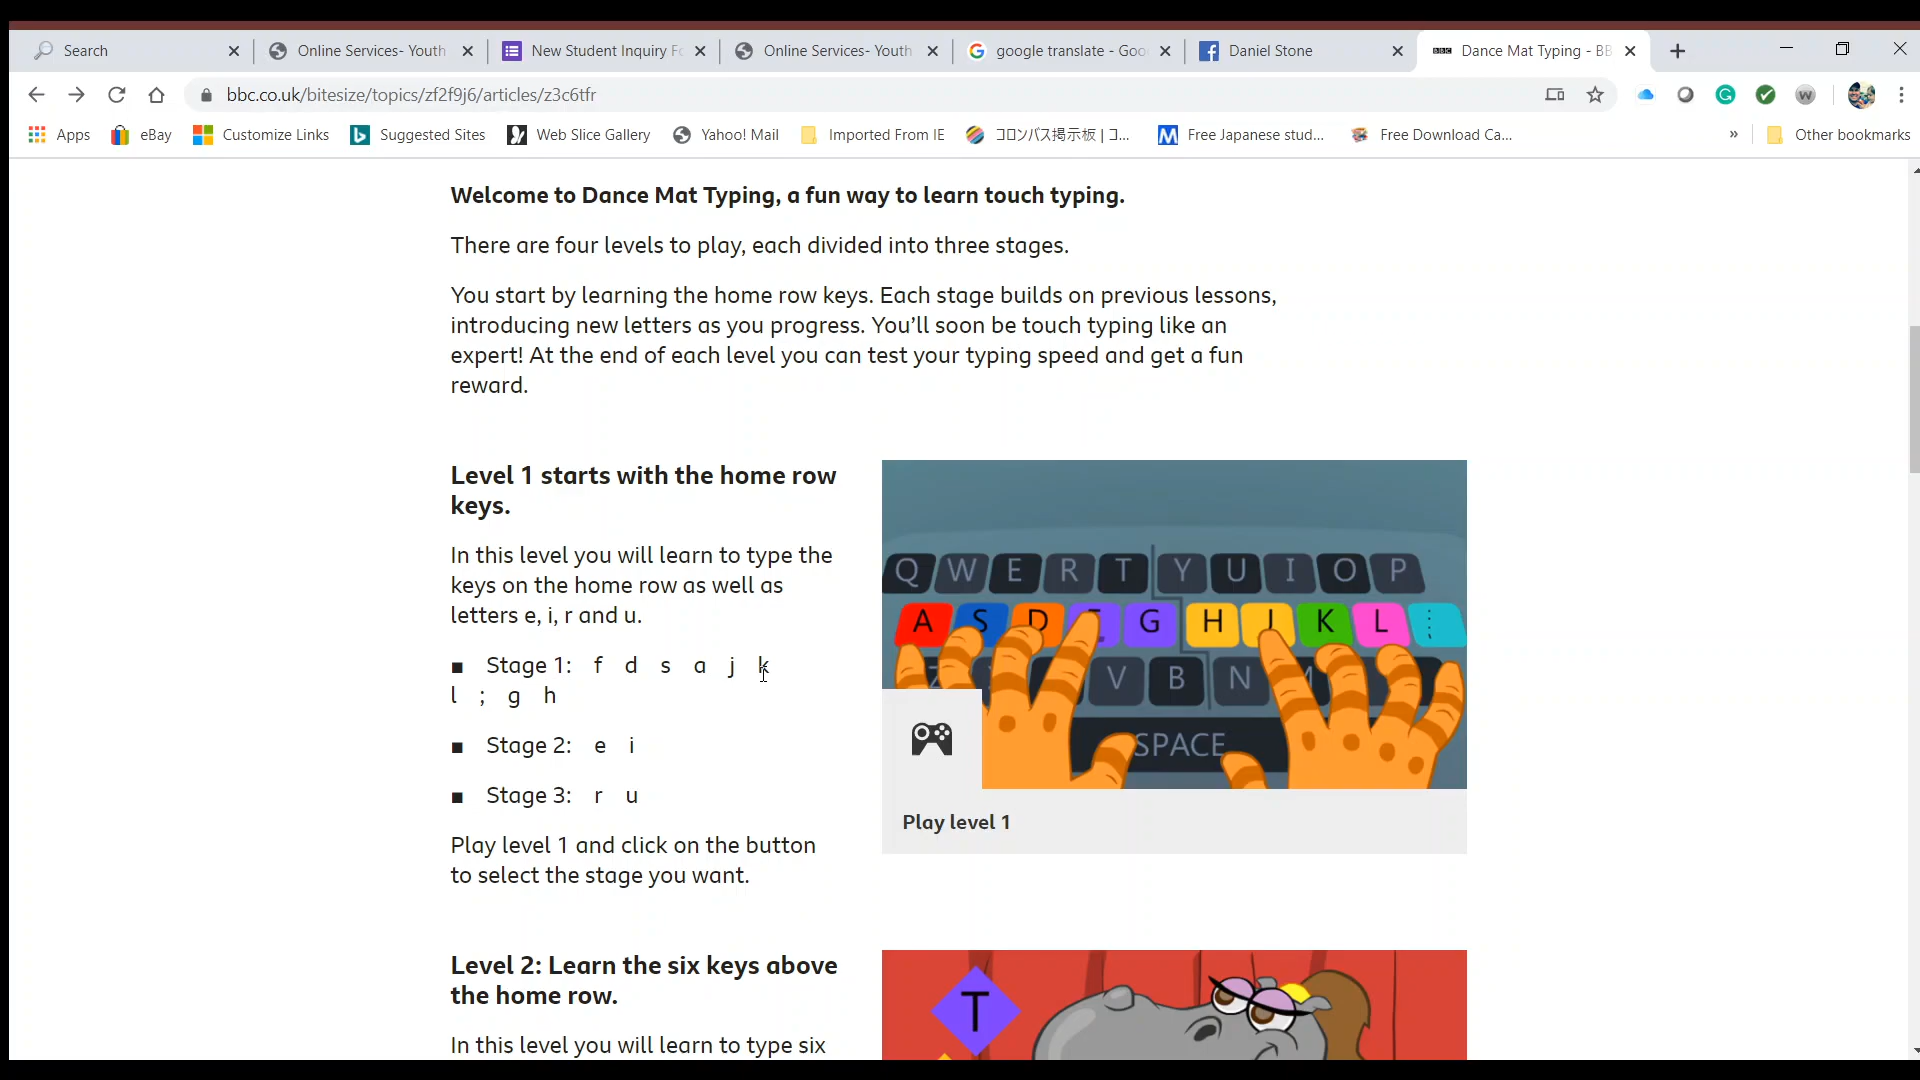 Search
Online Services- Youth
New Student Inquiry Fo
Online Services- Youth
google translate - Goo
Daniel Stone
BBC
Dance Mat Typing - BB
bbc.co.uk/bitesize/topics/zf2f9j6/articles/z3c6tfr
Apps
eBay
Customize Links
Suggested Sites
Web Slice Gallery
Yahoo! Mail
Imported From IE
コロンバス掲示板 | コ...
Free Japanese stud...
Free Download Ca...
»
Other bookmarks
Welcome to Dance Mat Typing, a fun way to learn touch typing.
There are four levels to play, each divided into three stages.
You start by learning the home row keys. Each stage builds on previous lessons,
introducing new letters as you progress. You’ll soon be touch typing like an
expert! At the end of each level you can test your typing speed and get a fun
reward.
Level 1 starts with the home row
keys.
In this level you will learn to type the
keys on the home row as well as
letters e, i, r and u.
■ Stage 1: f d s a j k
l ; g h
■ Stage 2: e i
■ Stage 3: r u
Play level 1 and click on the button
to select the stage you want.
Q W E R T Y U I O P
A S D G H J K L
Z V B N M
SPACE
Play level 1
Level 2: Learn the six keys above
the home row.
In this level you will learn to type six
T